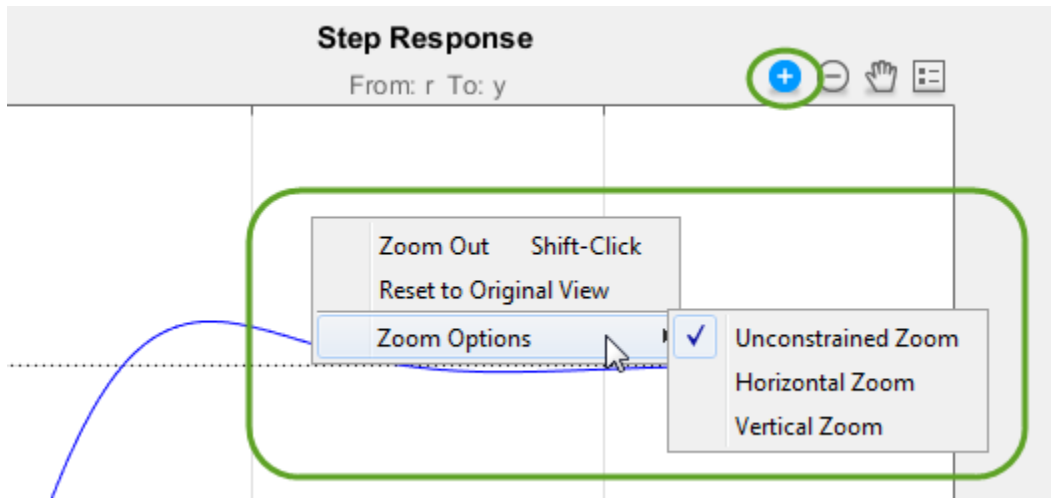 Step Response
From: r To: y
Zoom Out Shift-Click
Reset to Original View
Zoom Options
Unconstrained Zoom
Horizontal Zoom
Vertical Zoom